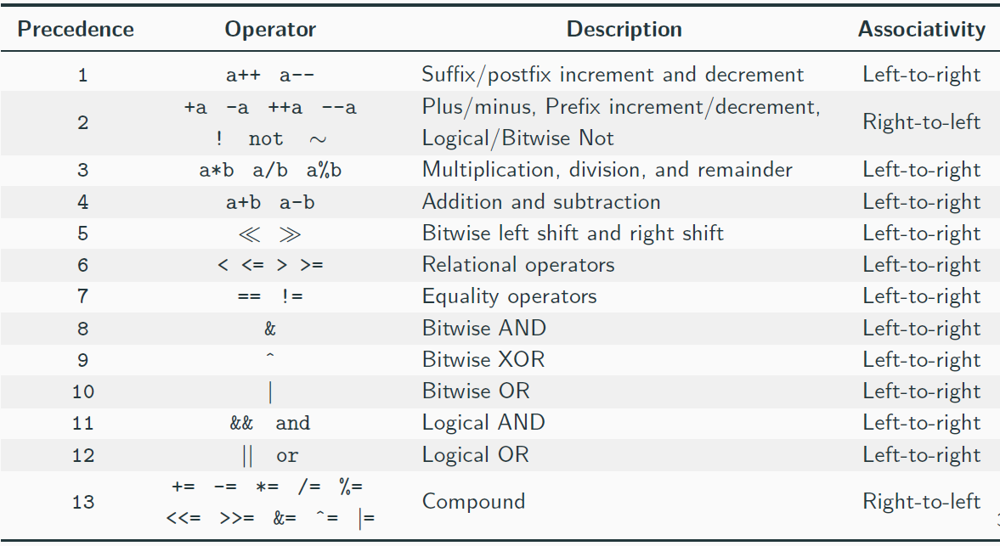 Precedence Operator Description Associativity
1 a++ a-- Suffix/postfix increment and decrement Left-to-right
+a -a ++a --a Plus/minus, Prefix increment/decrement,
2 Right-to-left
! not ~ Logical/Bitwise Not
3 a*b a/b a%b Multiplication, division, and remainder Left-to-right
4 a+b a-b Addition and subtraction Left-to-right
5 ≪ ≫ Bitwise left shift and right shift Left-to-right
6 < <= > >= Relational operators Left-to-right
7 == != Equality operators Left-to-right
8 & Bitwise AND Left-to-right
9 ^ Bitwise XOR Left-to-right
10 | Bitwise OR Left-to-right
11 && and Logical AND Left-to-right
12 || or Logical OR Left-to-right
+= -= *= /= %=
13 Compound Right-to-left
<<= >>= &= ^= |=